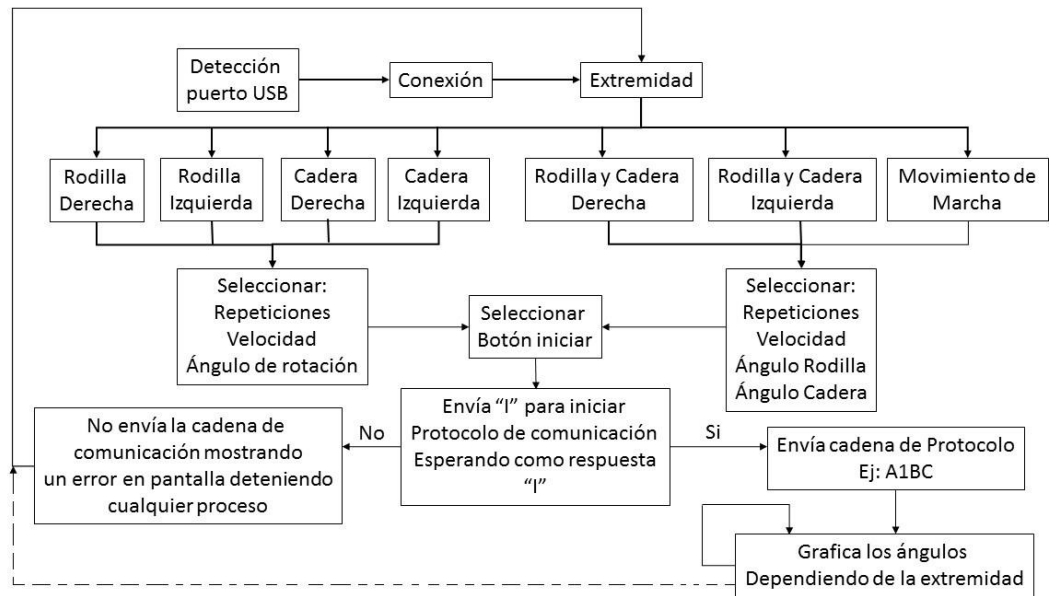 Detección
puerto USB
Conexión
Extremidad
Rodilla
Derecha
Rodilla
Izquierda
Cadera
Derecha
Cadera
Izquierda
Rodilla y Cadera
Derecha
Rodilla y Cadera
Izquierda
Movimiento de
Marcha
Seleccionar:
Repeticiones
Velocidad
Ángulo de rotación
Seleccionar
Botón iniciar
Seleccionar:
Repeticiones
Velocidad
Ángulo Rodilla
Ángulo Cadera
No envía la cadena de
comunicación mostrando
un error en pantalla deteniendo
cualquier proceso
No
Envía “I” para iniciar
Protocolo de comunicación
Esperando como respuesta
“I”
Si
Envía cadena de Protocolo
Ej: A1BC
Grafica los ángulos
Dependiendo de la extremidad